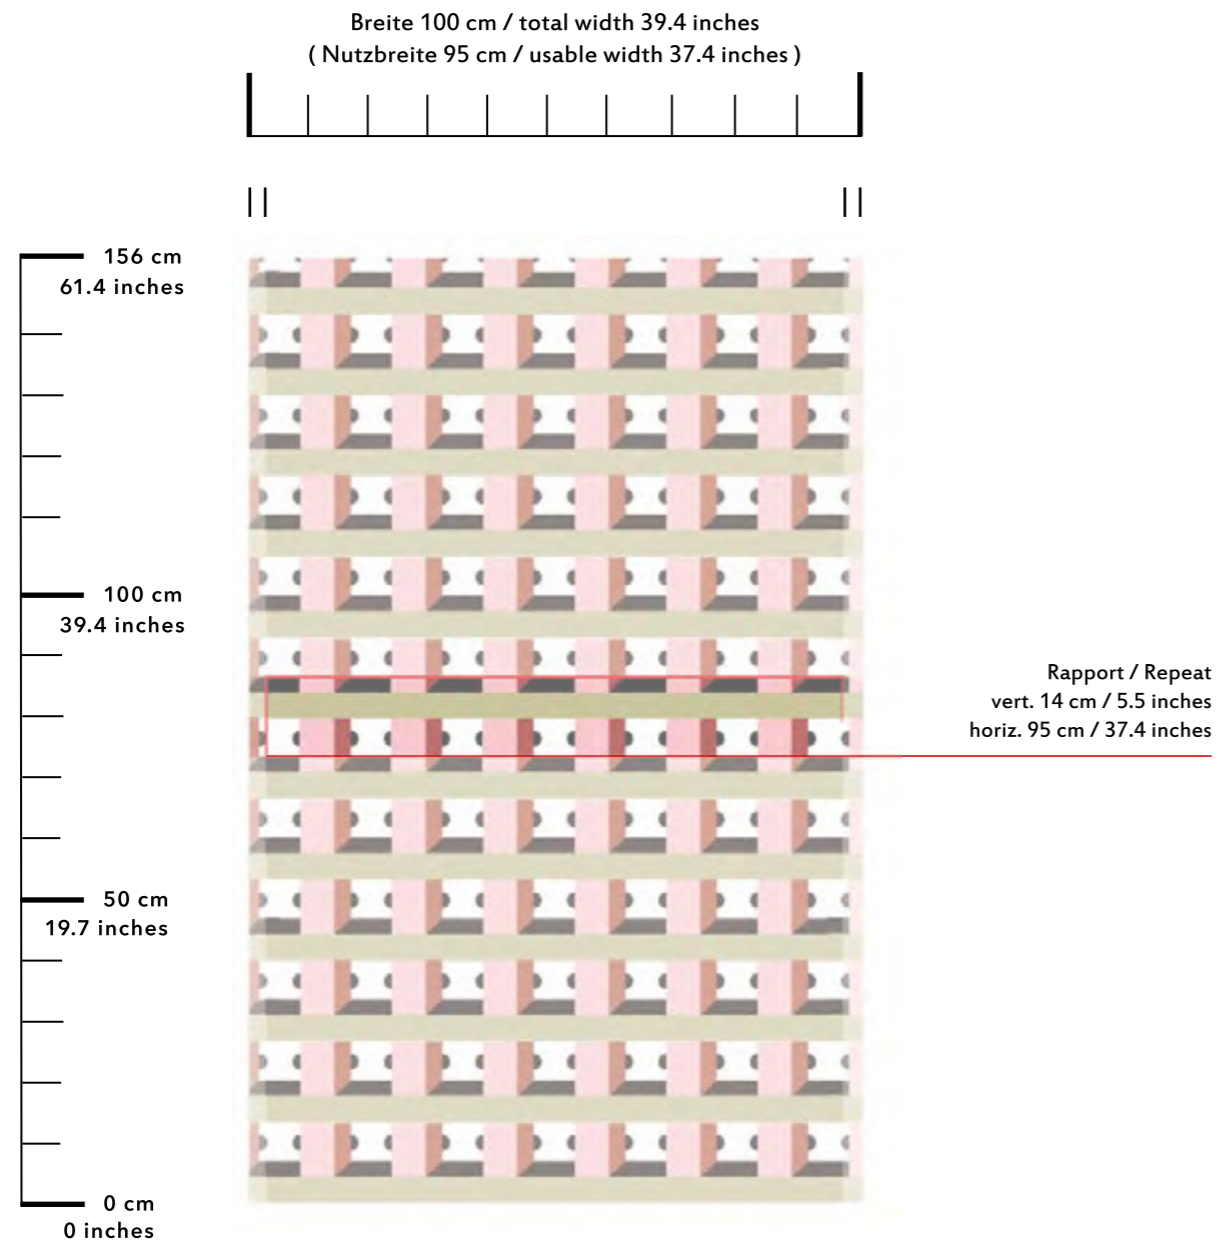 Breite 100 cm / total width 39.4 inches
( Nutzbreite 95 cm / usable width 37.4 inches )
156 cm
61.4 inches
100 cm
39.4 inches
Rapport / Repeat
vert. 14 cm / 5.5 inches
horiz. 95 cm / 37.4 inches
50 cm
19.7 inches
0 cm
0 inches